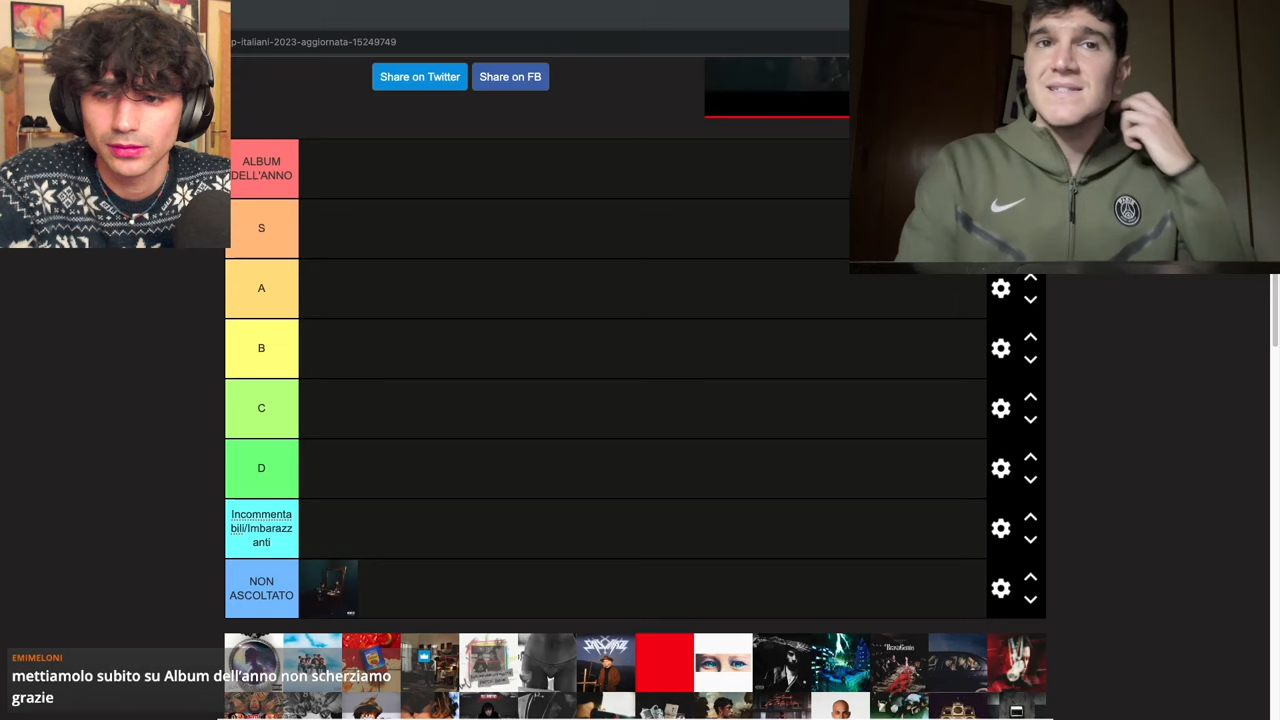 p-italiani-2023-aggiornata-15249749
Share on Twitter
Share on FB
ALBUM
DELL'ANNO
S
A
B
C
D
Incommenta
bili/Imbarazz
anti
NON
ASCOLTATO
EMIMELONI
mettiamolo subito su Album dell'anno non scherziamo
grazie